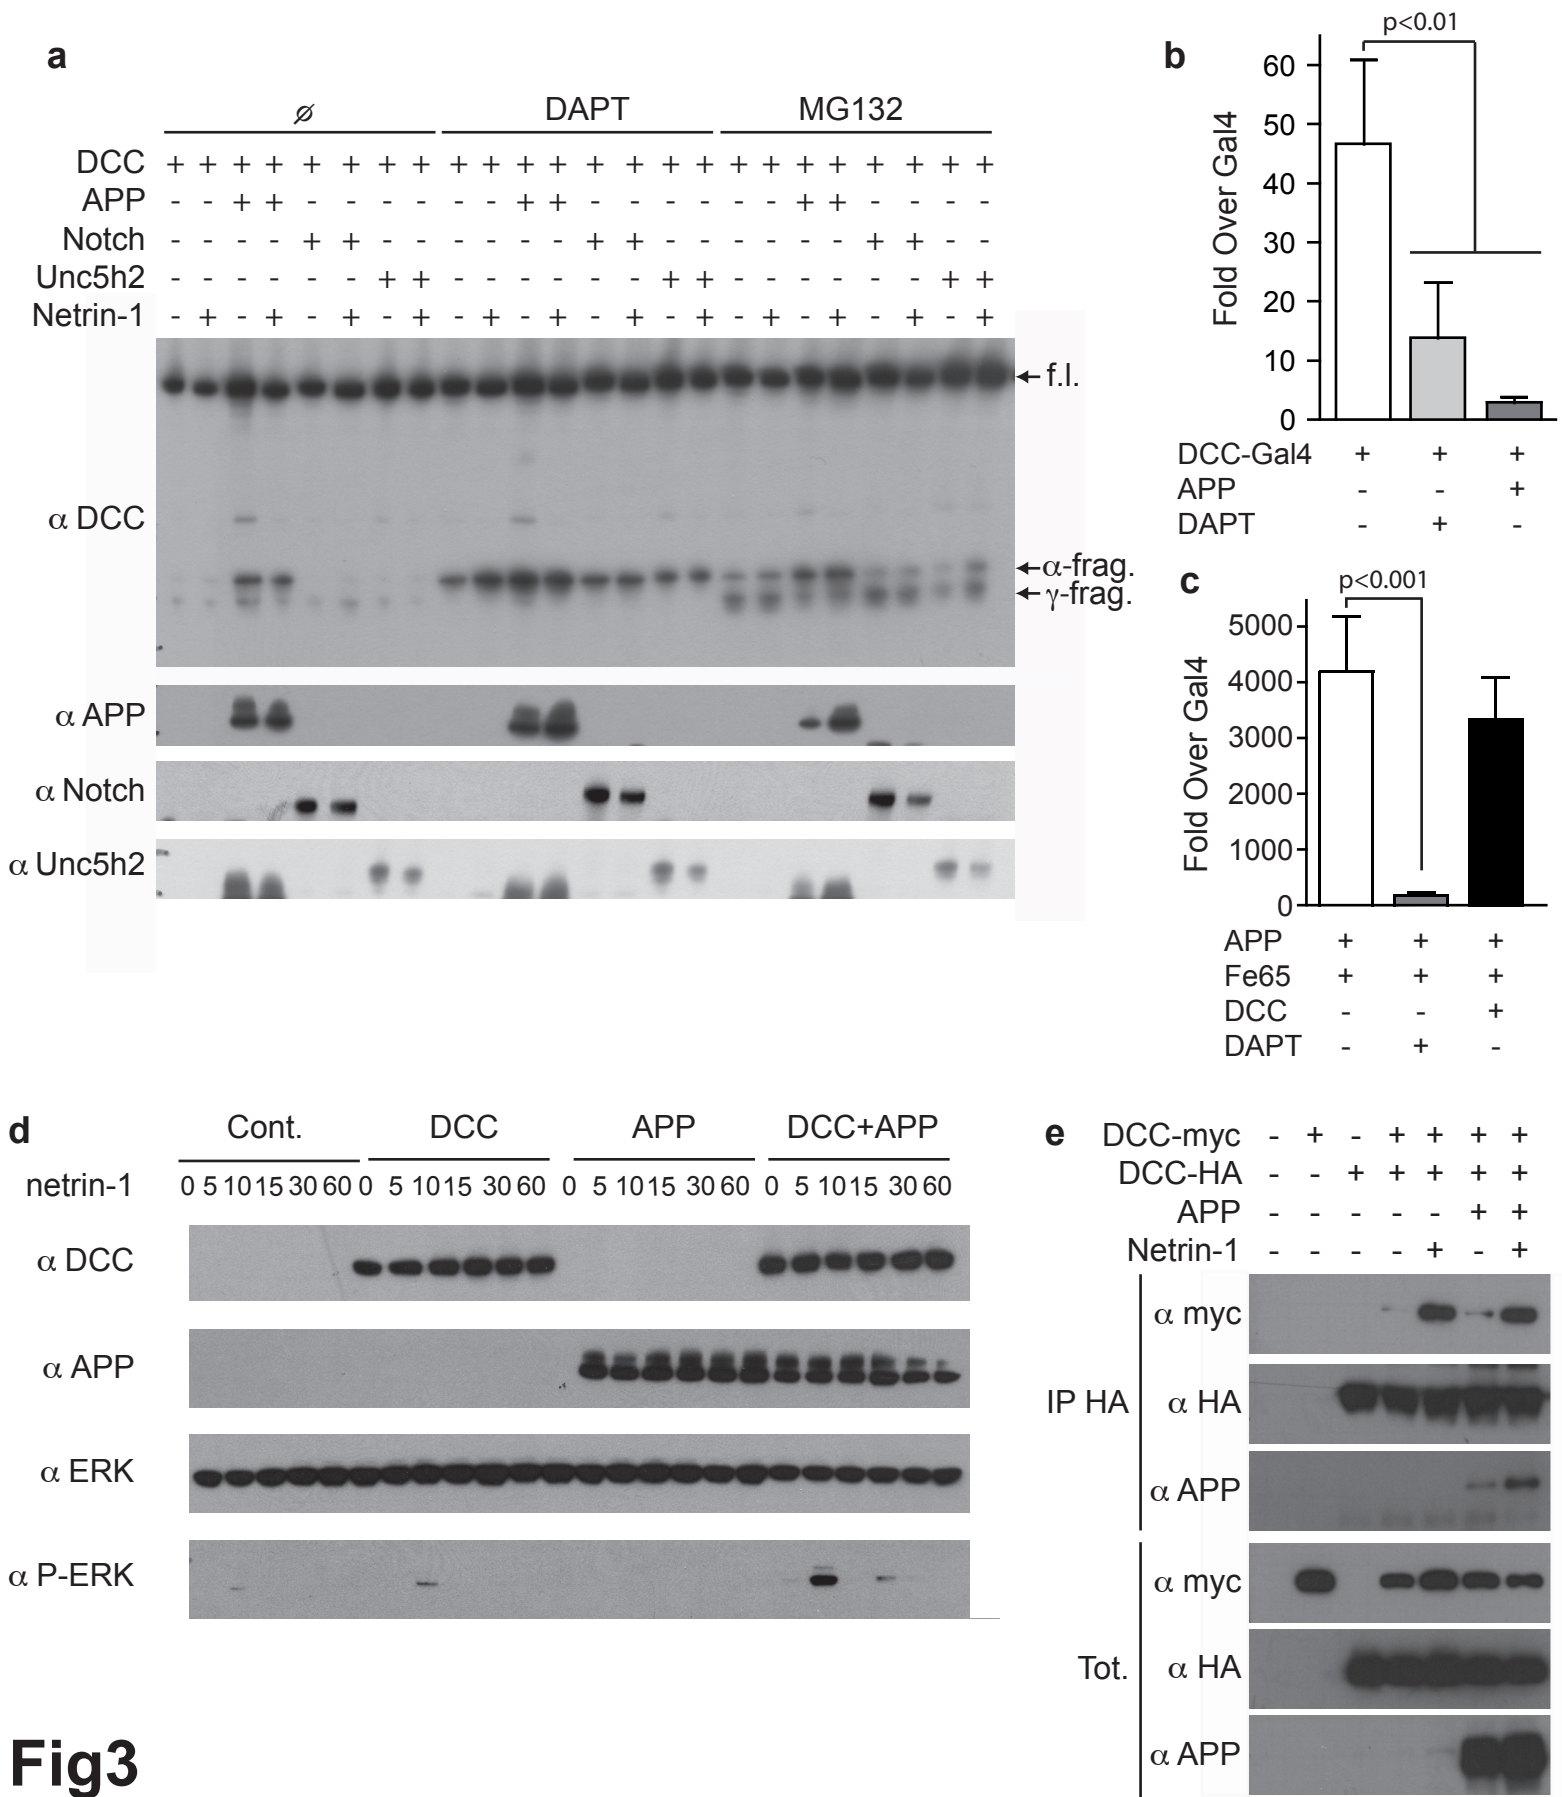 a
∅ DAPT MG132
DCC + + + + + + + + + + + + + + + + + + + + + + + +
APP - - + + - - - - - - + + - - - - - - + + - - - -
Notch - - - - + + - - - - - - + + - - - - - - + + - -
Unc5h2 - - - - - - + + - - - - - - + + - - - - - - + +
Netrin-1 - + - + - + - + - + - + - + - + - + - + - + - +
f.l.
α DCC
α-frag.
γ-frag.
α APP
α Notch
α Unc5h2
b
p<0.01
Fold Over Gal4
60
50
40
30
20
10
0
DCC-Gal4 + + +
APP - - +
DAPT - + -
c
p<0.001
Fold Over Gal4
5000
4000
3000
2000
1000
0
APP + + +
Fe65 + + +
DCC - - +
DAPT - + -
d
Cont. DCC APP DCC+APP
netrin-1 0 5 10 15 30 60 0 5 10 15 30 60 0 5 10 15 30 60 0 5 10 15 30 60
α DCC
α APP
α ERK
α P-ERK
e
DCC-myc - + - + + + +
DCC-HA - - + + + + +
APP - - - - - + +
Netrin-1 - - - - + - +
α myc
IP HA α HA
α APP
α myc
Tot. α HA
α APP
Fig3